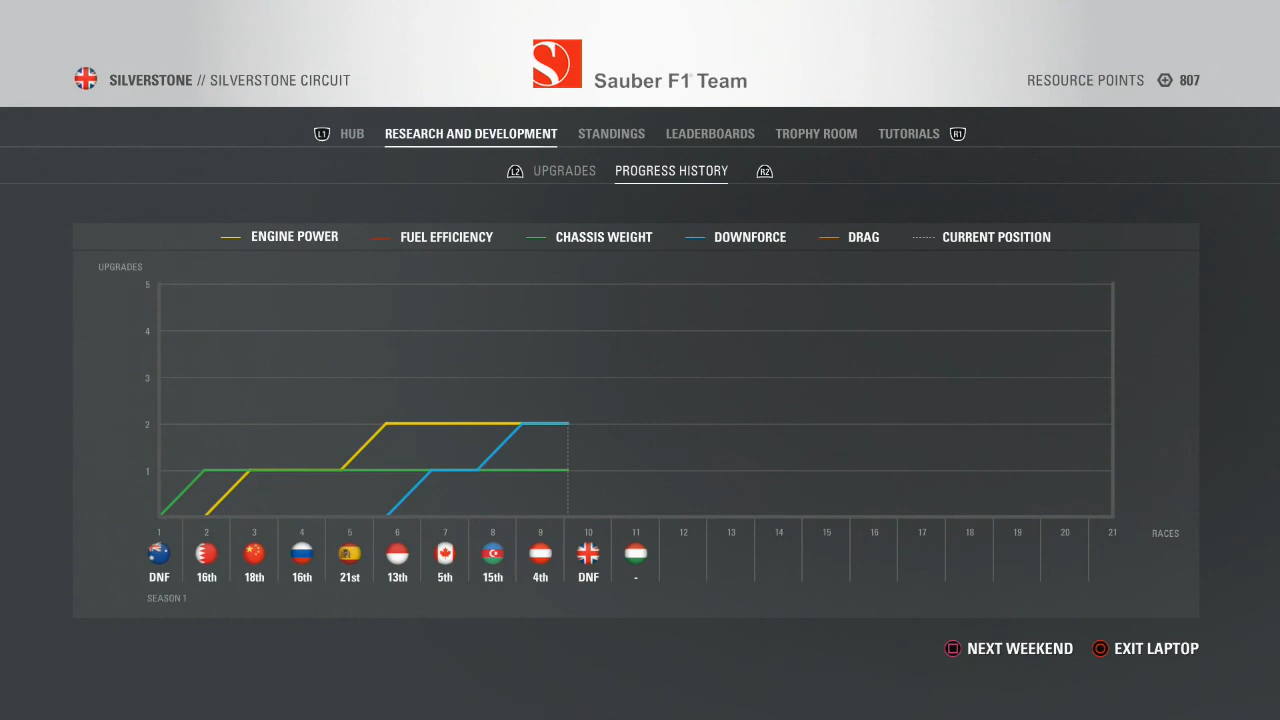 SILVERSTONE // SILVERSTONE CIRCUIT
S
Sauber F1® Team
RESOURCE POINTS 807
L1 HUB RESEARCH AND DEVELOPMENT STANDINGS LEADERBOARDS TROPHY ROOM TUTORIALS R1
L2 UPGRADES PROGRESS HISTORY R2
ENGINE POWER FUEL EFFICIENCY CHASSIS WEIGHT DOWNFORCE DRAG CURRENT POSITION
UPGRADES
5
4
3
2
1
1 2 3 4 5 6 7 8 9 10 11 12 13 14 15 16 17 18 19 20 21 RACES
DNF 16th 18th 16th 21st 13th 5th 15th 4th DNF -
SEASON 1
NEXT WEEKEND EXIT LAPTOP